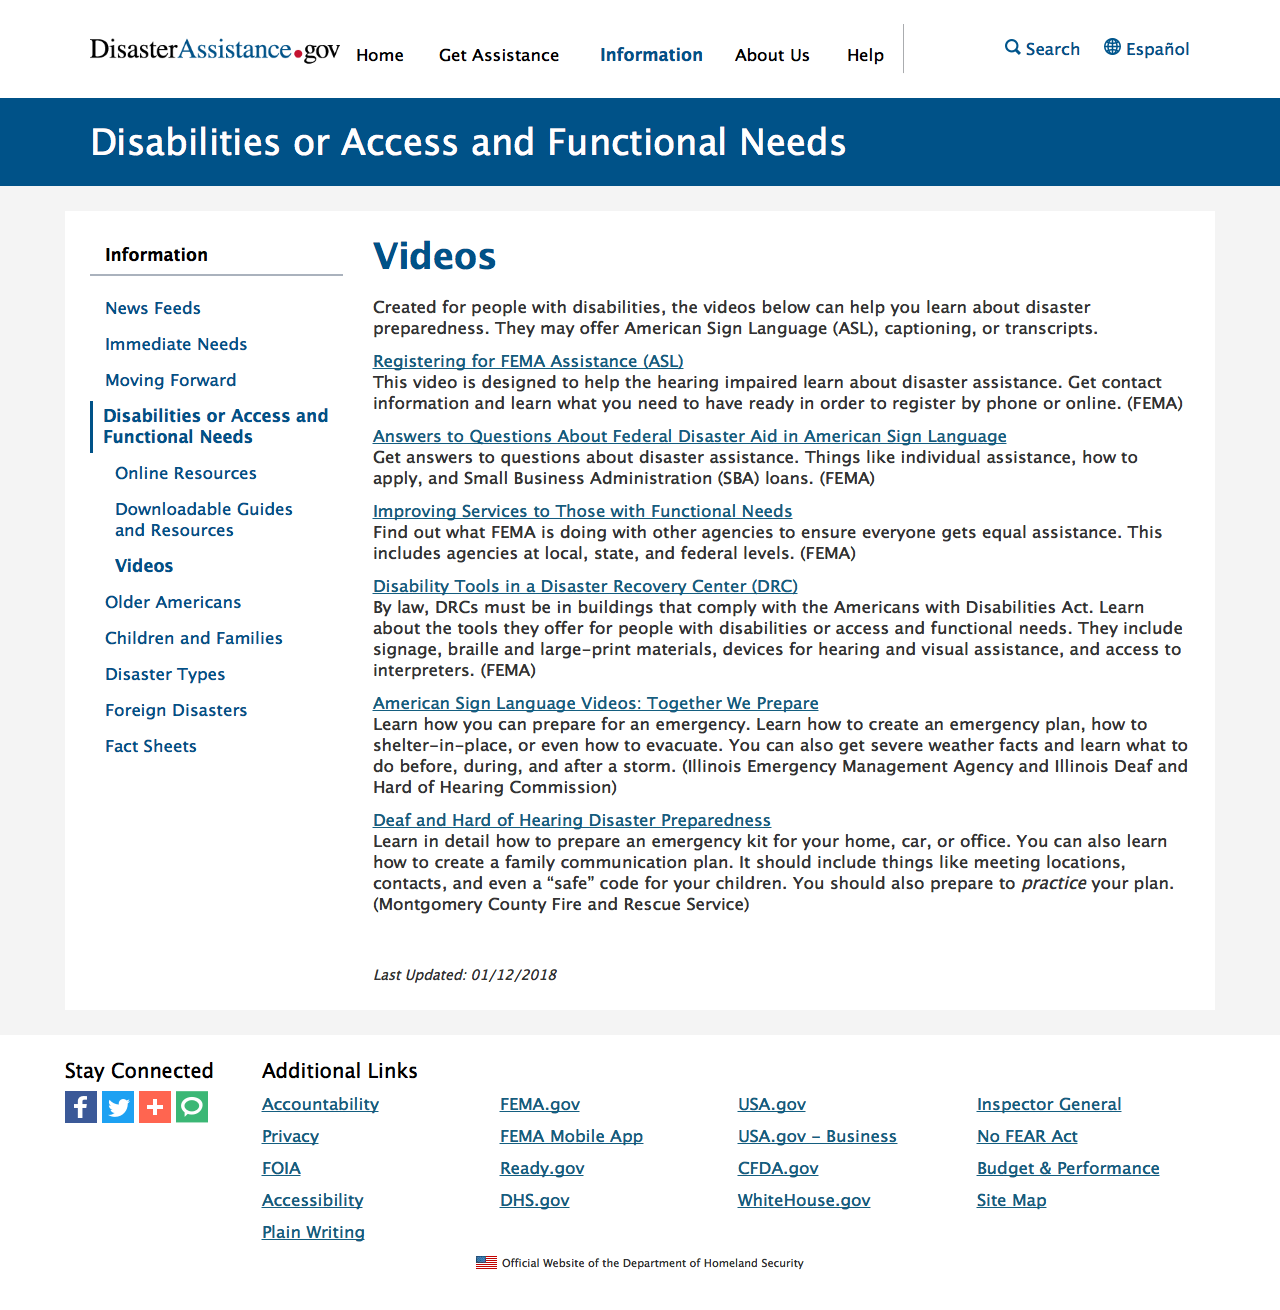 DisasterAssistance.gov
Home Get Assistance Information About Us Help
Search Español
Disabilities or Access and Functional Needs
Information
News Feeds
Immediate Needs
Moving Forward
Disabilities or Access and
Functional Needs
Online Resources
Downloadable Guides
and Resources
Videos
Older Americans
Children and Families
Disaster Types
Foreign Disasters
Fact Sheets
Videos
Created for people with disabilities, the videos below can help you learn about disaster
preparedness. They may offer American Sign Language (ASL), captioning, or transcripts.
Registering for FEMA Assistance (ASL)
This video is designed to help the hearing impaired learn about disaster assistance. Get contact
information and learn what you need to have ready in order to register by phone or online. (FEMA)
Answers to Questions About Federal Disaster Aid in American Sign Language
Get answers to questions about disaster assistance. Things like individual assistance, how to
apply, and Small Business Administration (SBA) loans. (FEMA)
Improving Services to Those with Functional Needs
Find out what FEMA is doing with other agencies to ensure everyone gets equal assistance. This
includes agencies at local, state, and federal levels. (FEMA)
Disability Tools in a Disaster Recovery Center (DRC)
By law, DRCs must be in buildings that comply with the Americans with Disabilities Act. Learn
about the tools they offer for people with disabilities or access and functional needs. They include
signage, braille and large-print materials, devices for hearing and visual assistance, and access to
interpreters. (FEMA)
American Sign Language Videos: Together We Prepare
Learn how you can prepare for an emergency. Learn how to create an emergency plan, how to
shelter-in-place, or even how to evacuate. You can also get severe weather facts and learn what to
do before, during, and after a storm. (Illinois Emergency Management Agency and Illinois Deaf and
Hard of Hearing Commission)
Deaf and Hard of Hearing Disaster Preparedness
Learn in detail how to prepare an emergency kit for your home, car, or office. You can also learn
how to create a family communication plan. It should include things like meeting locations,
contacts, and even a “safe” code for your children. You should also prepare to practice your plan.
(Montgomery County Fire and Rescue Service)
Last Updated: 01/12/2018
Stay Connected
Additional Links
Accountability FEMA.gov USA.gov Inspector General
Privacy FEMA Mobile App USA.gov - Business No FEAR Act
FOIA Ready.gov CFDA.gov Budget & Performance
Accessibility DHS.gov WhiteHouse.gov Site Map
Plain Writing
Official Website of the Department of Homeland Security